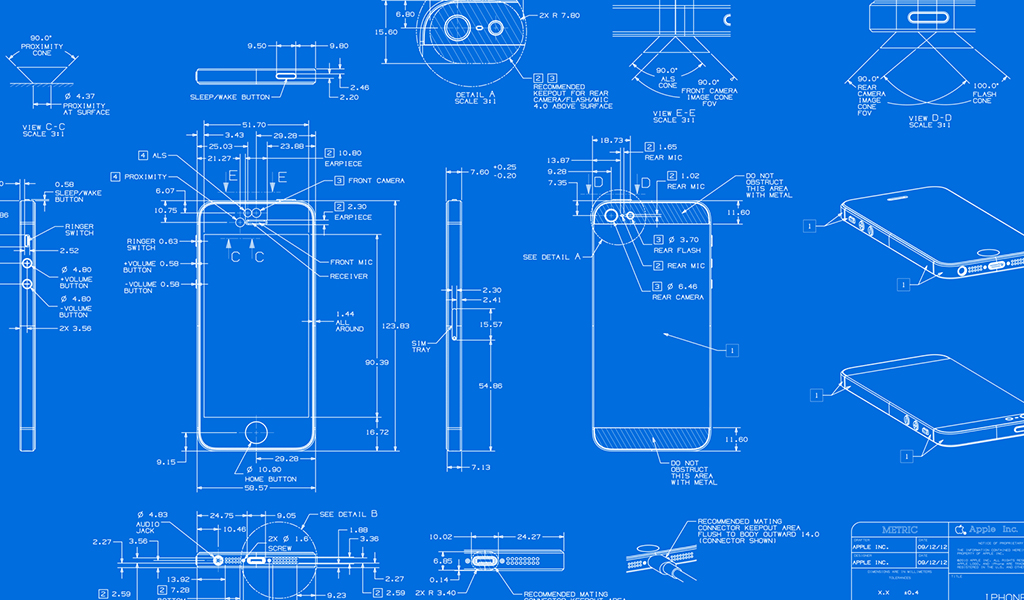 90.0°
PROXIMITY
CONE
Ø 4.37
PROXIMITY
AT SURFACE
VIEW C-C
SCALE 3:1
9.50
9.80
2.46
2.20
SLEEP/WAKE BUTTON
6.80
15.60
2X R 7.80
DETAIL A
SCALE 3:1
2 3
RECOMMENDED
KEEPOUT FOR REAR
CAMERA/FLASH/MIC
4.0 ABOVE SURFACE
90.0°
ALS
CONE
90.0°
FRONT CAMERA
IMAGE CONE
FOV
VIEW E-E
SCALE 3:1
90.0°
REAR
CAMERA
IMAGE
CONE
FOV
100.0°
FLASH
CONE
VIEW D-D
SCALE 3:1
0.58
SLEEP/WAKE
BUTTON
RINGER
SWITCH
2.52
Ø 4.80
+VOLUME
BUTTON
Ø 4.80
-VOLUME
BUTTON
2X 3.56
51.70
3.43
29.28
25.03
23.88
21.27
2 10.80
EARPIECE
4 ALS
4 PROXIMITY
3 FRONT CAMERA
6.07
10.75
E
E
2 2.30
EARPIECE
RINGER 0.63
SWITCH
+VOLUME 0.58
BUTTON
-VOLUME 0.58
BUTTON
C
C
FRONT MIC
RECEIVER
1.44
ALL
AROUND
123.83
90.39
16.72
9.15
29.28
Ø 10.90
HOME BUTTON
58.57
7.60 +0.25
-0.20
2.30
2.41
15.57
SIM
TRAY
54.86
7.13
18.73
13.87
9.28
7.35
2 1.65
REAR MIC
2 1.02
REAR MIC
D
D
DO NOT
OBSTRUCT
THIS AREA
WITH METAL
11.60
SEE DETAIL A
3 Ø 3.70
REAR FLASH
2 REAR MIC
3 Ø 6.46
REAR CAMERA
1
11.60
DO NOT
OBSTRUCT
THIS AREA
WITH METAL
1
1
1
1
Ø 4.83
AUDIO
JACK
24.75
9.05
SEE DETAIL B
10.46
2X Ø 1.6
SCREW
1.88
3.36
2.27
3.56
13.92
2 7.28
2 2.59
9.23
2 2.59
2.27
10.02
24.27
6.85
0.14
2X R 3.40
RECOMMENDED MATING
RECOMMENDED MATING
CONNECTOR KEEPOUT AREA
FLUSH TO BODY OUTWARD 14.0
(CONNECTOR SHOWN)
METRIC
Apple Inc.
APPLE INC.
09/12/12
APPLE INC.
09/12/12
X.X ±0.4
TITLE